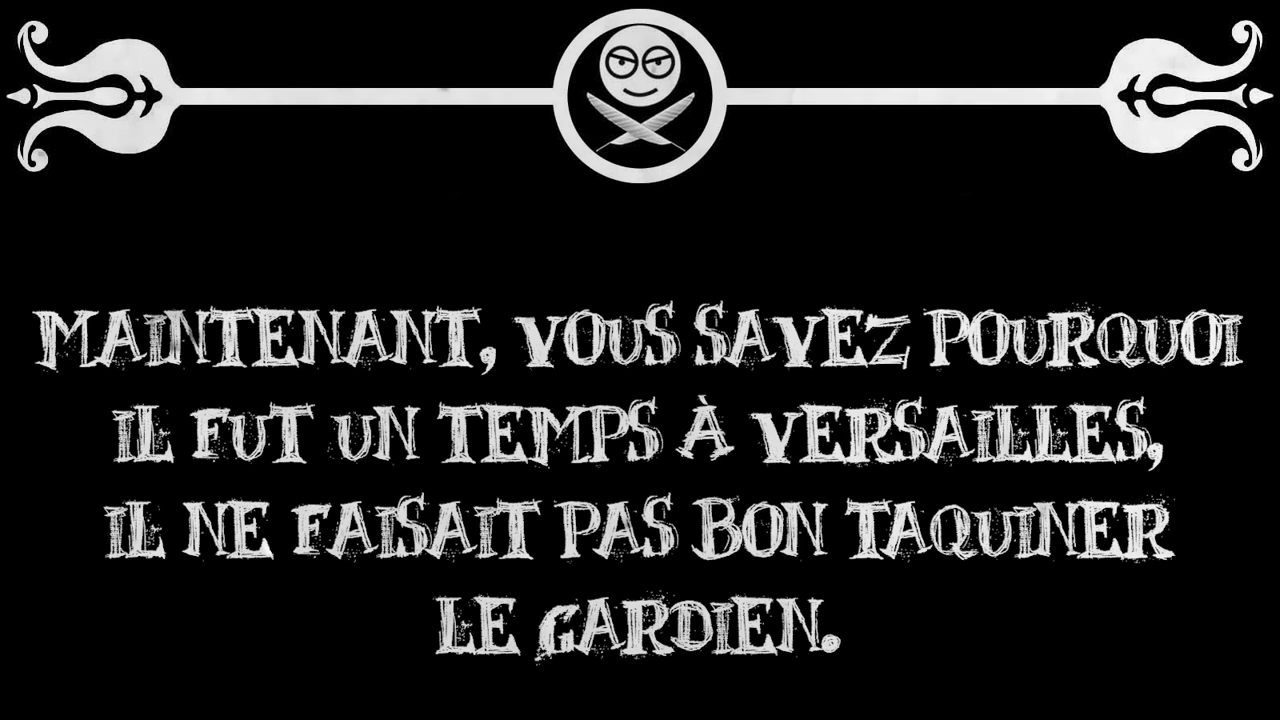 MAINTENANT, VOUS SAVEZ POURQUOI
IL FUT UN TEMPS À VERSAILLES,
IL NE FAISAIT PAS BON TAQUINER
LE GARDIEN.